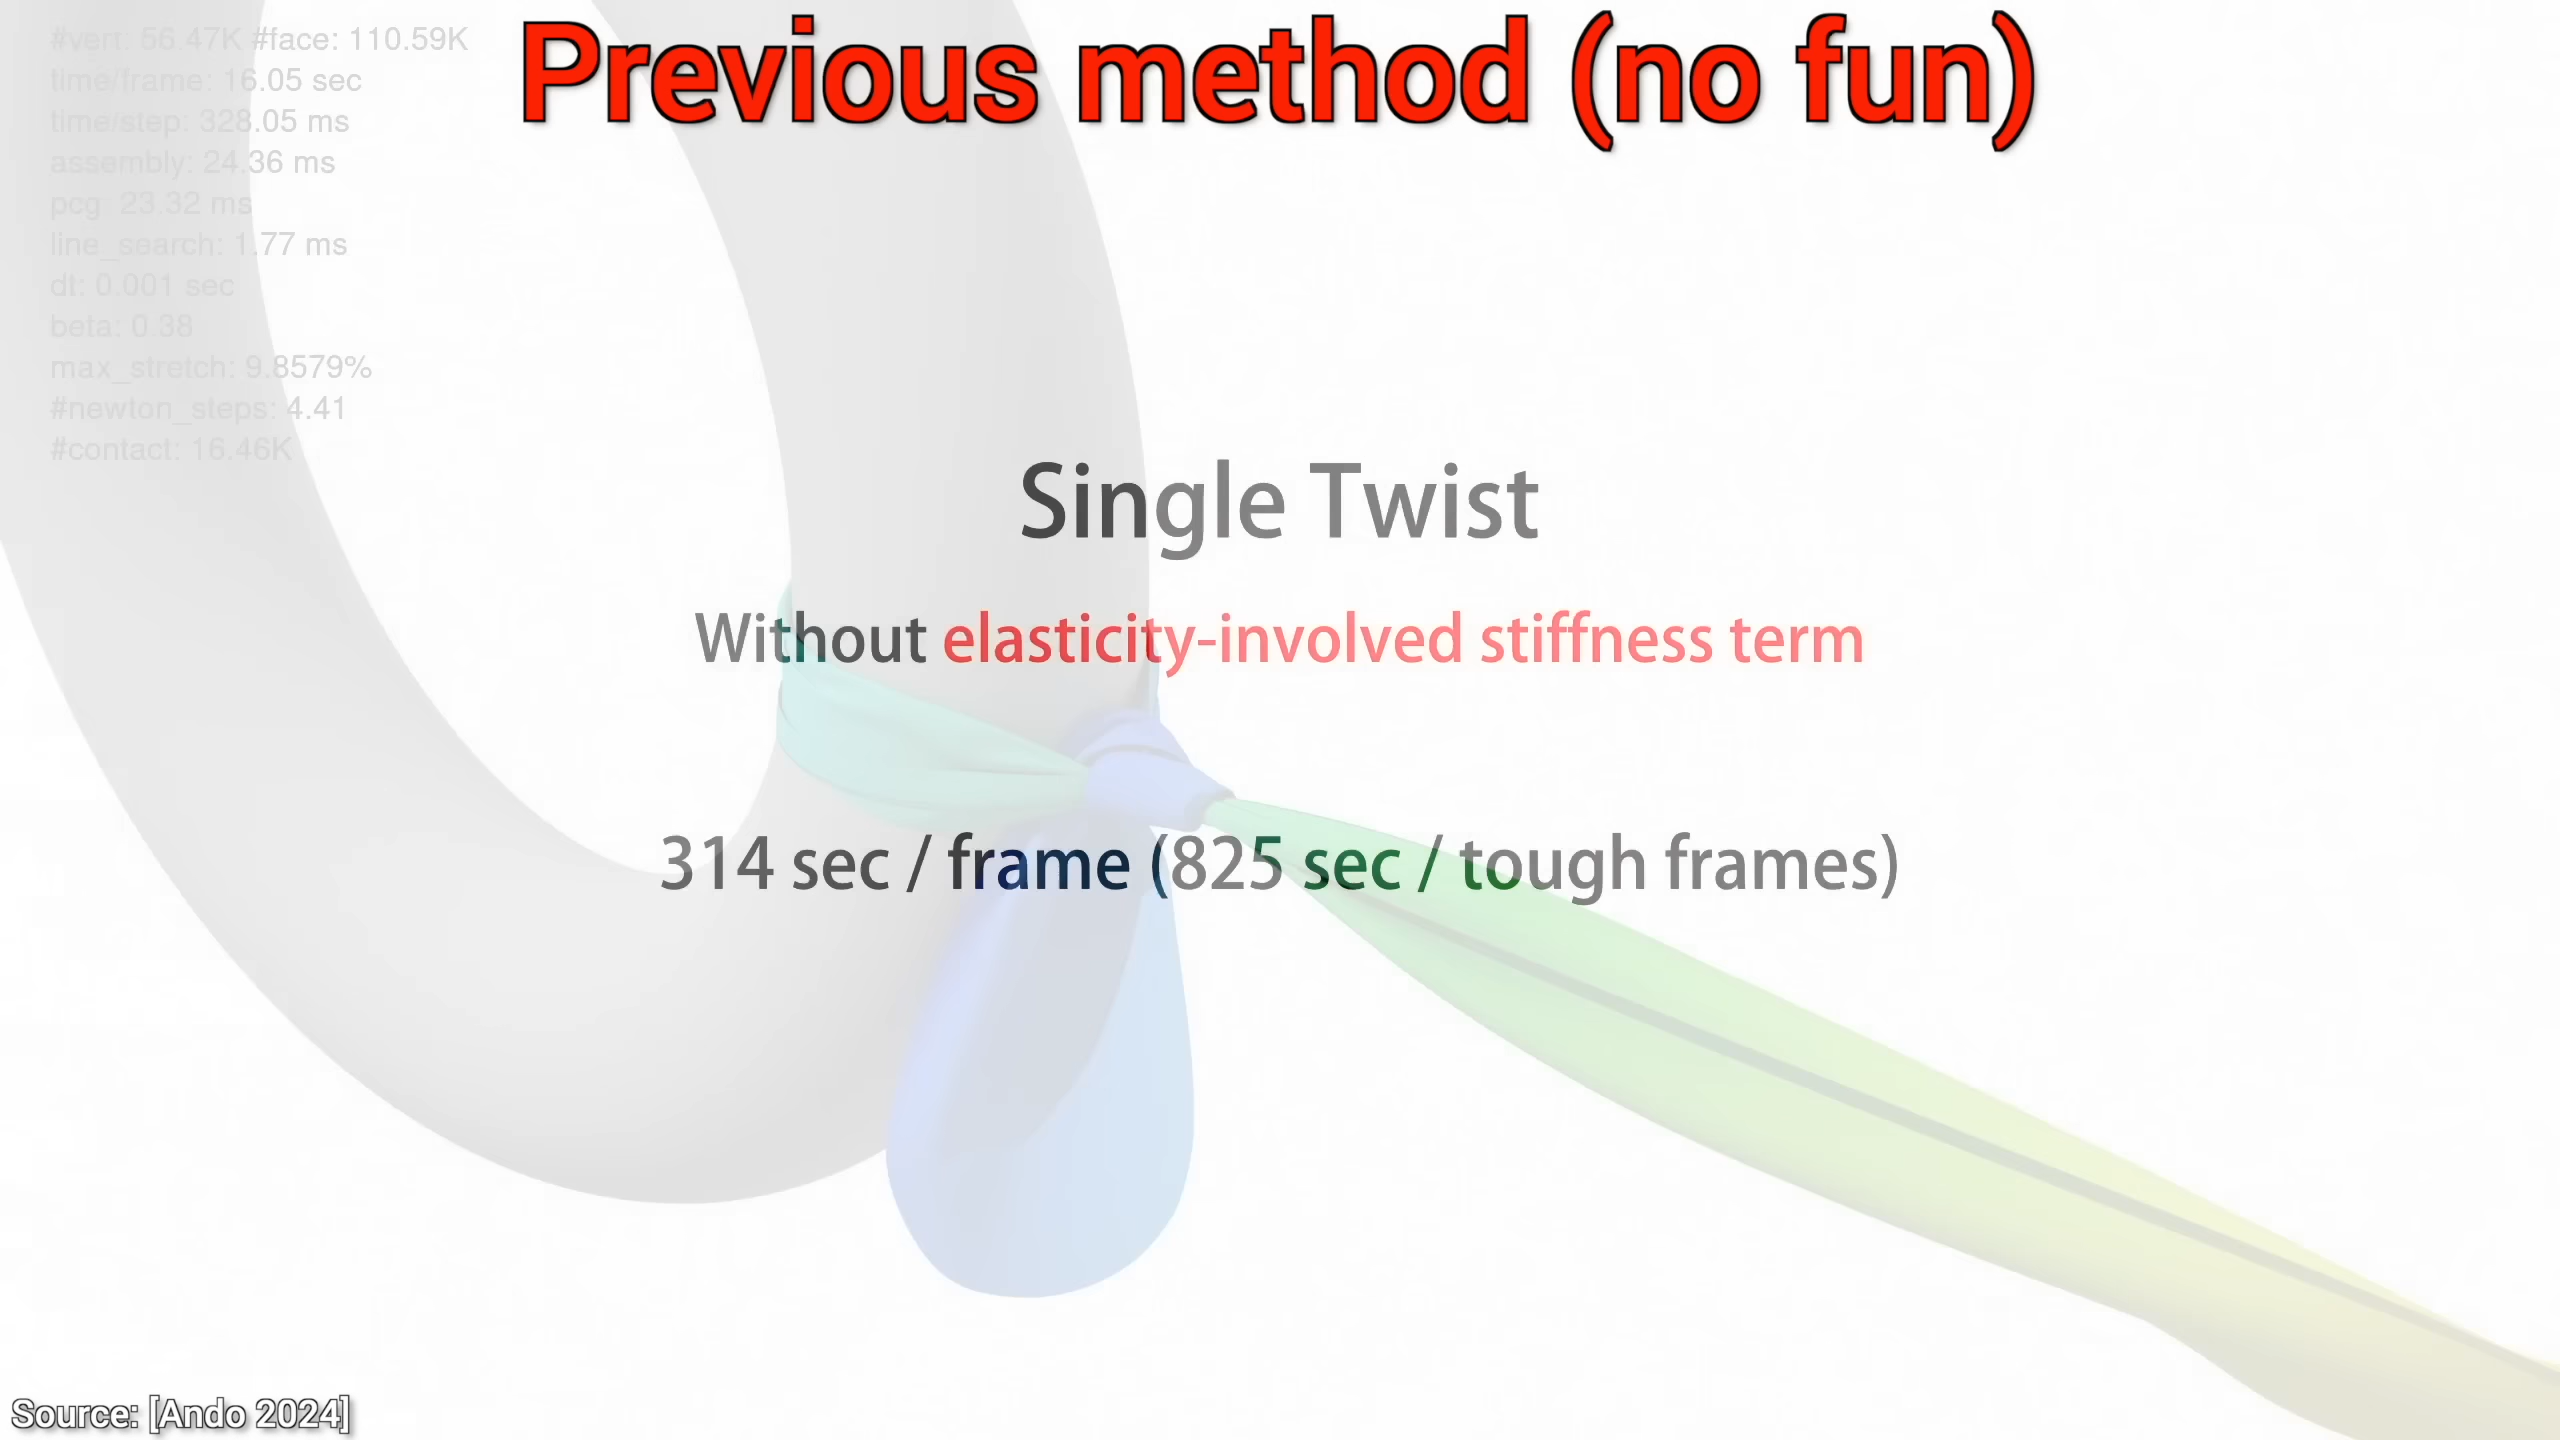 Previous method (no fun)
#vert: 56.47K #face: 110.59K
time/frame: 16.05 sec
time/step: 328.05 ms
assembly: 24.36 ms
pcg: 23.32 ms
line_search: 1.77 ms
dt: 0.001 sec
beta: 0.38
max_stretch: 9.8579%
#newton_steps: 4.41
#contact: 16.46K
Single Twist
Without elasticity-involved stiffness term
314 sec / frame (825 sec / tough frames)
Source: [Ando 2024]